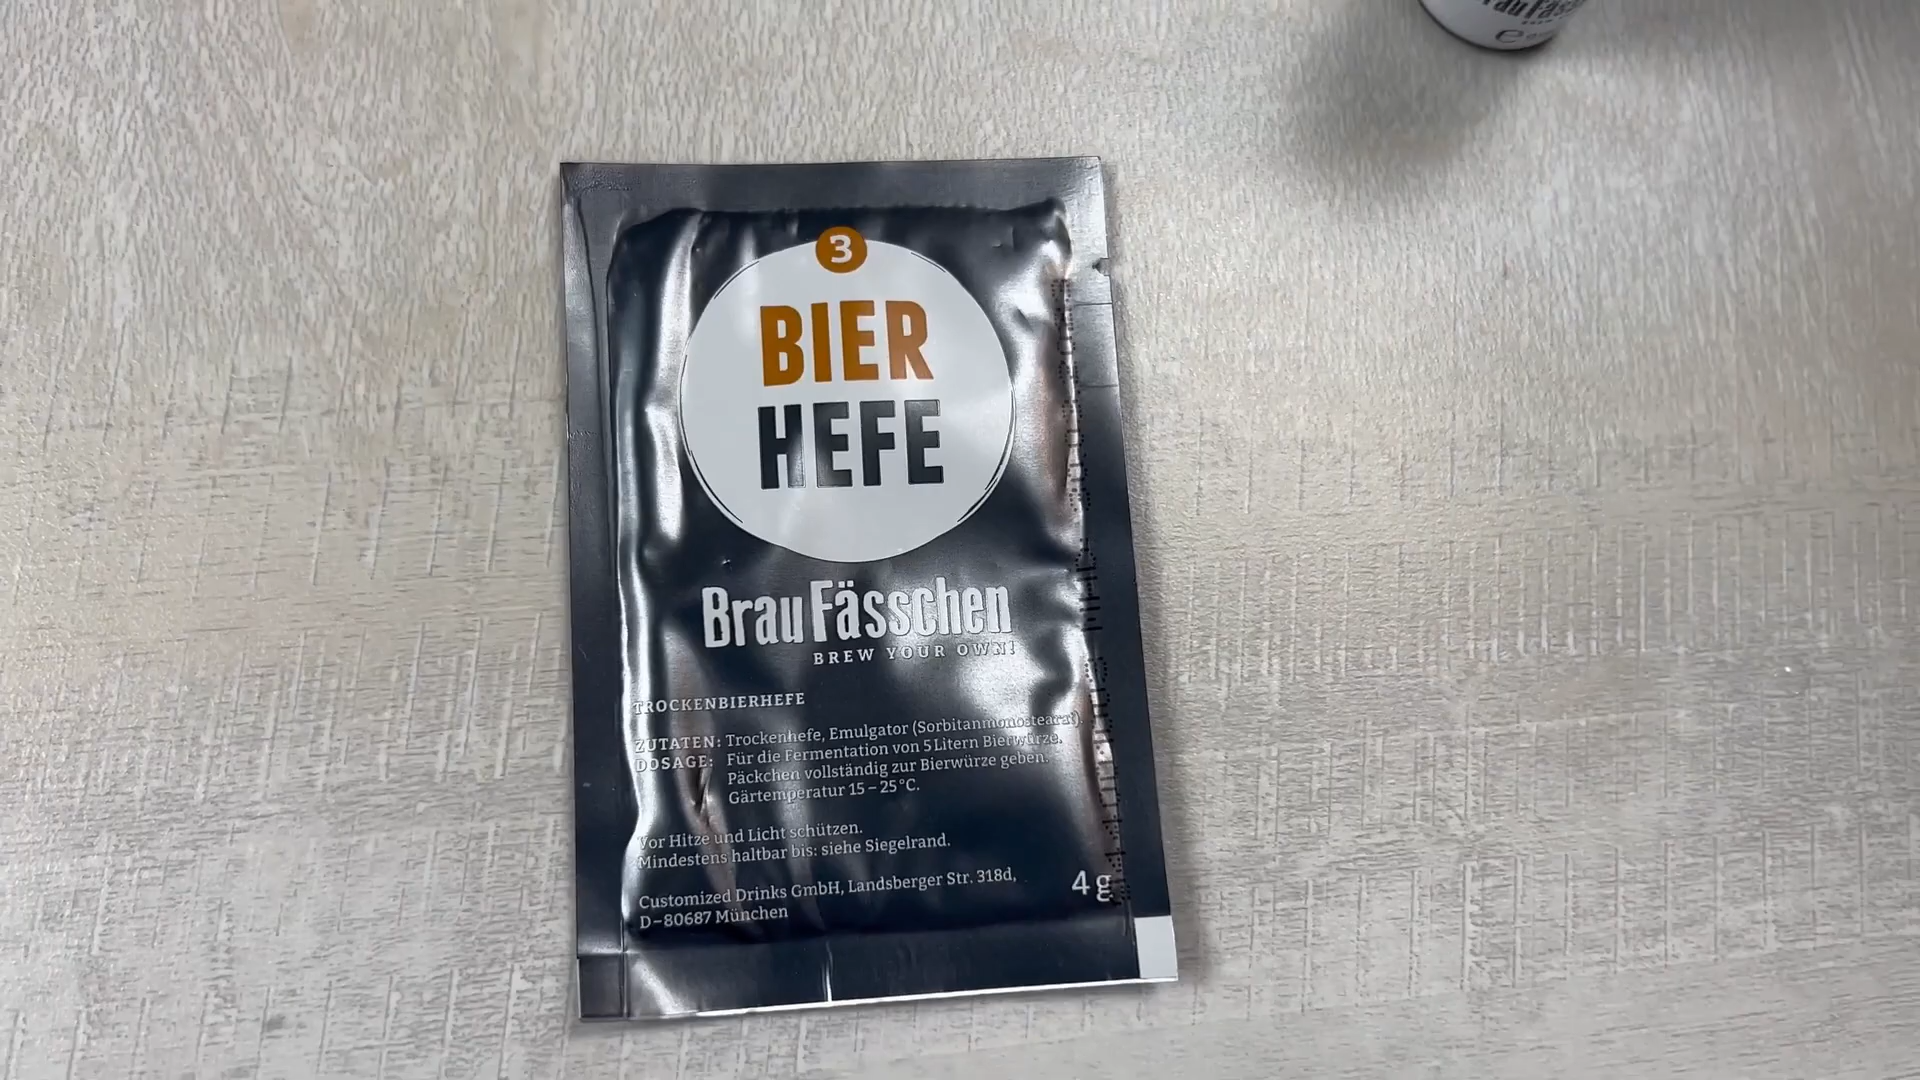 3
BIER
HEFE
BrauFässchen
BREW YOUR OWN!
TROCKENBIERHEFE
ZUTATEN: Trockenhefe, Emulgator (Sorbitanmonostearat).
DOSAGE: Für die Fermentation von 5 Litern Bierwürze.
Päckchen vollständig zur Bierwürze geben.
Gärtemperatur 15 – 25 °C.
Vor Hitze und Licht schützen.
Mindestens haltbar bis: siehe Siegelrand.
Customized Drinks GmbH, Landsberger Str. 318d,
D–80687 München
4 g